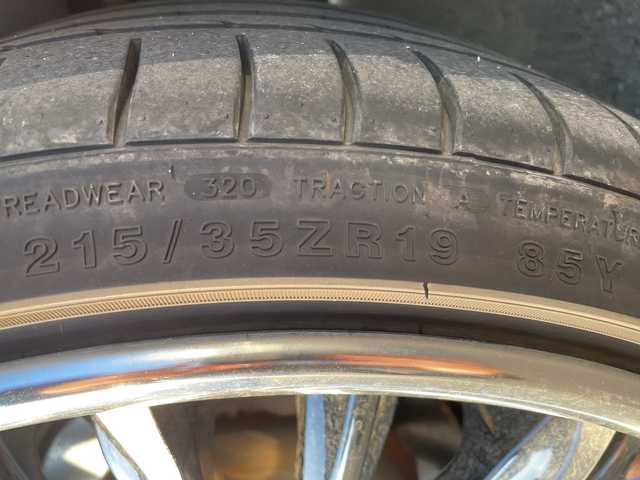 READWEAR 320 TRACTION A TEMPERATUR
215/35ZR19 85Y